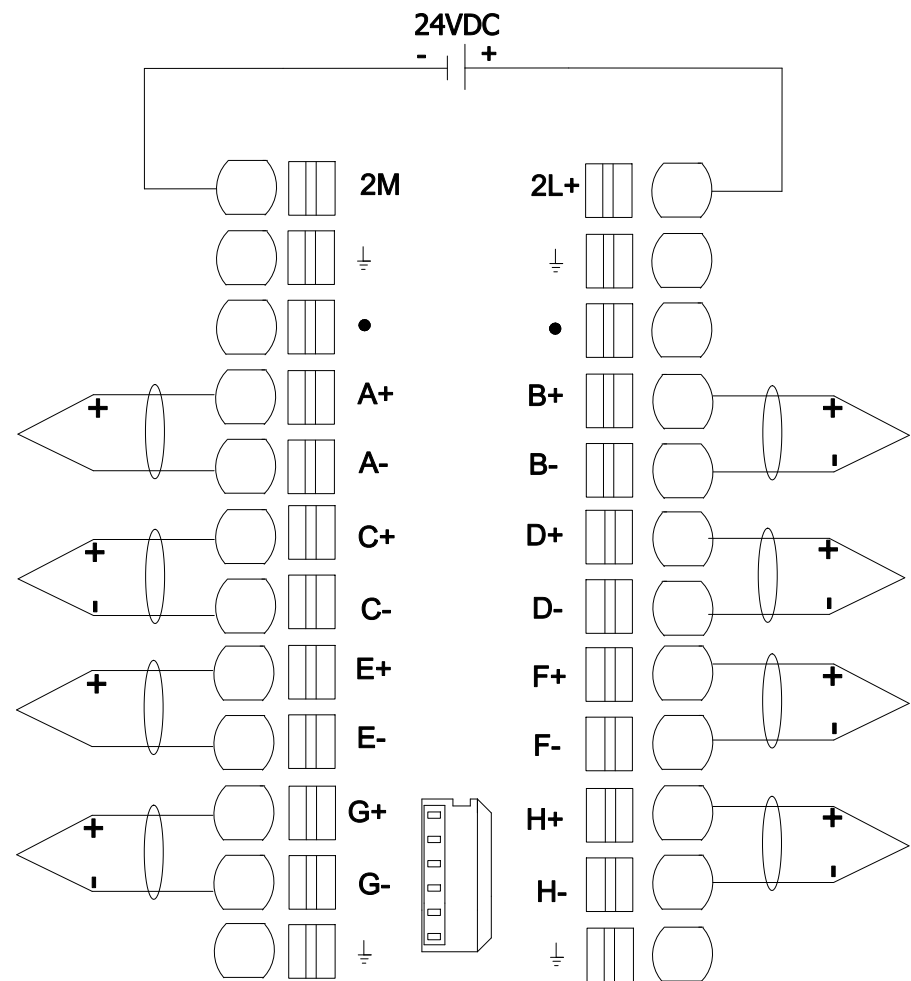 24VDC
- +
2M 2L+
A+ B+
+ +
A- B-
-
C+ D+
+ +
- -
C- D-
E+ F+
+ +
E- F-
-
G+ H+
+ +
G- H-
- -